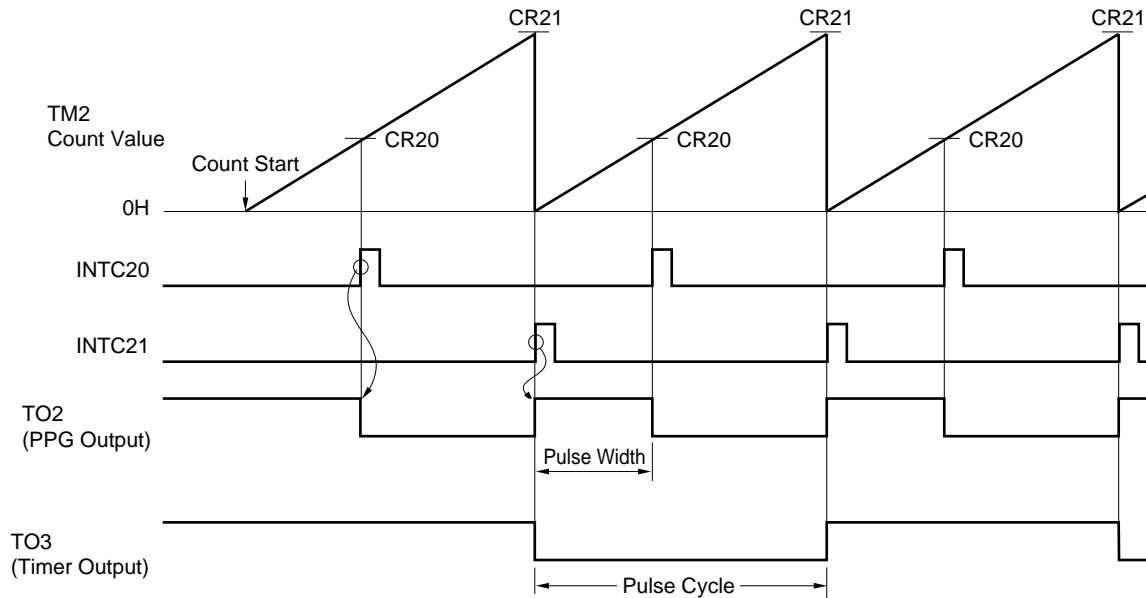 CR21
CR21
CR21
TM2
Count Value
CR20
CR20
CR20
Count Start
0H
INTC20
INTC21
TO2
(PPG Output)
Pulse Width
TO3
(Timer Output)
Pulse Cycle